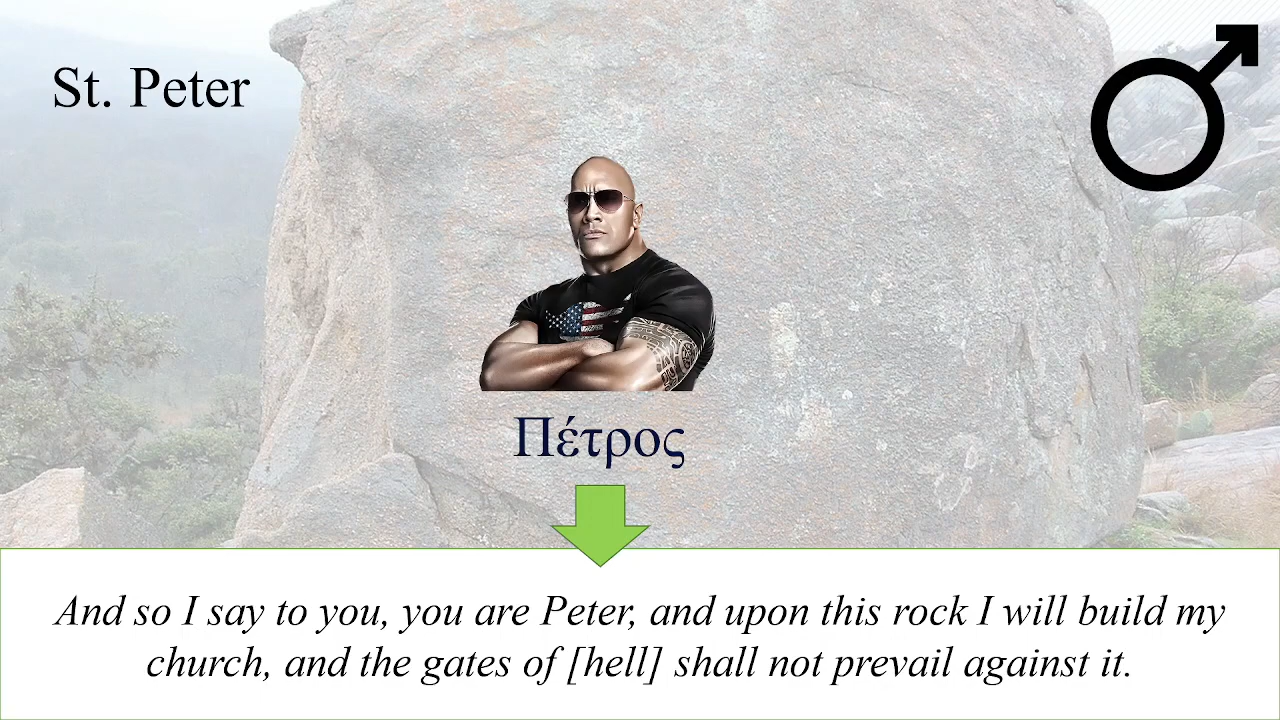 St. Peter
Πέτρος
And so I say to you, you are Peter, and upon this rock I will build my
church, and the gates of [hell] shall not prevail against it.